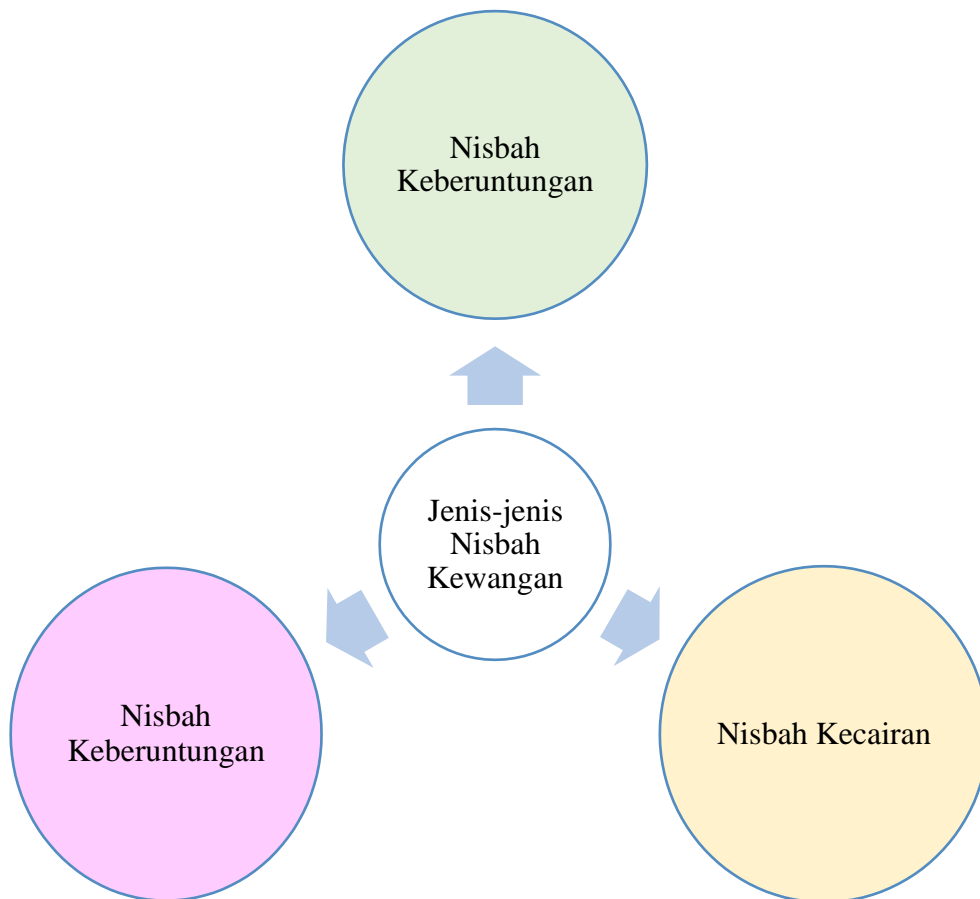 Nisbah
Keberuntungan
Jenis-jenis
Nisbah
Kewangan
Nisbah
Keberuntungan
Nisbah Kecairan